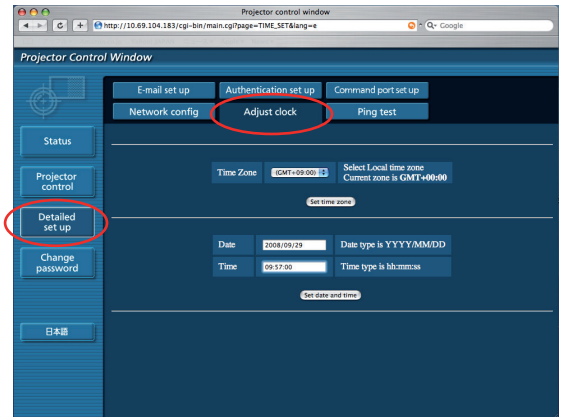 Projector control window
http://10.69.104.183/cgi-bin/main.cgi?page=TIME_SET&lang=e
Google
Projector Control Window
E-mail set up
Authentication set up
Command port set up
Network config
Adjust clock
Ping test
Status
Projector
control
Detailed
set up
Change
password
日本語
Time Zone
(GMT+09:00)
Select Local time zone
Current zone is GMT+00:00
Set time zone
Date
2008/09/29
Date type is YYYY/MM/DD
Time
09:57:00
Time type is hh:mm:ss
Set date and time